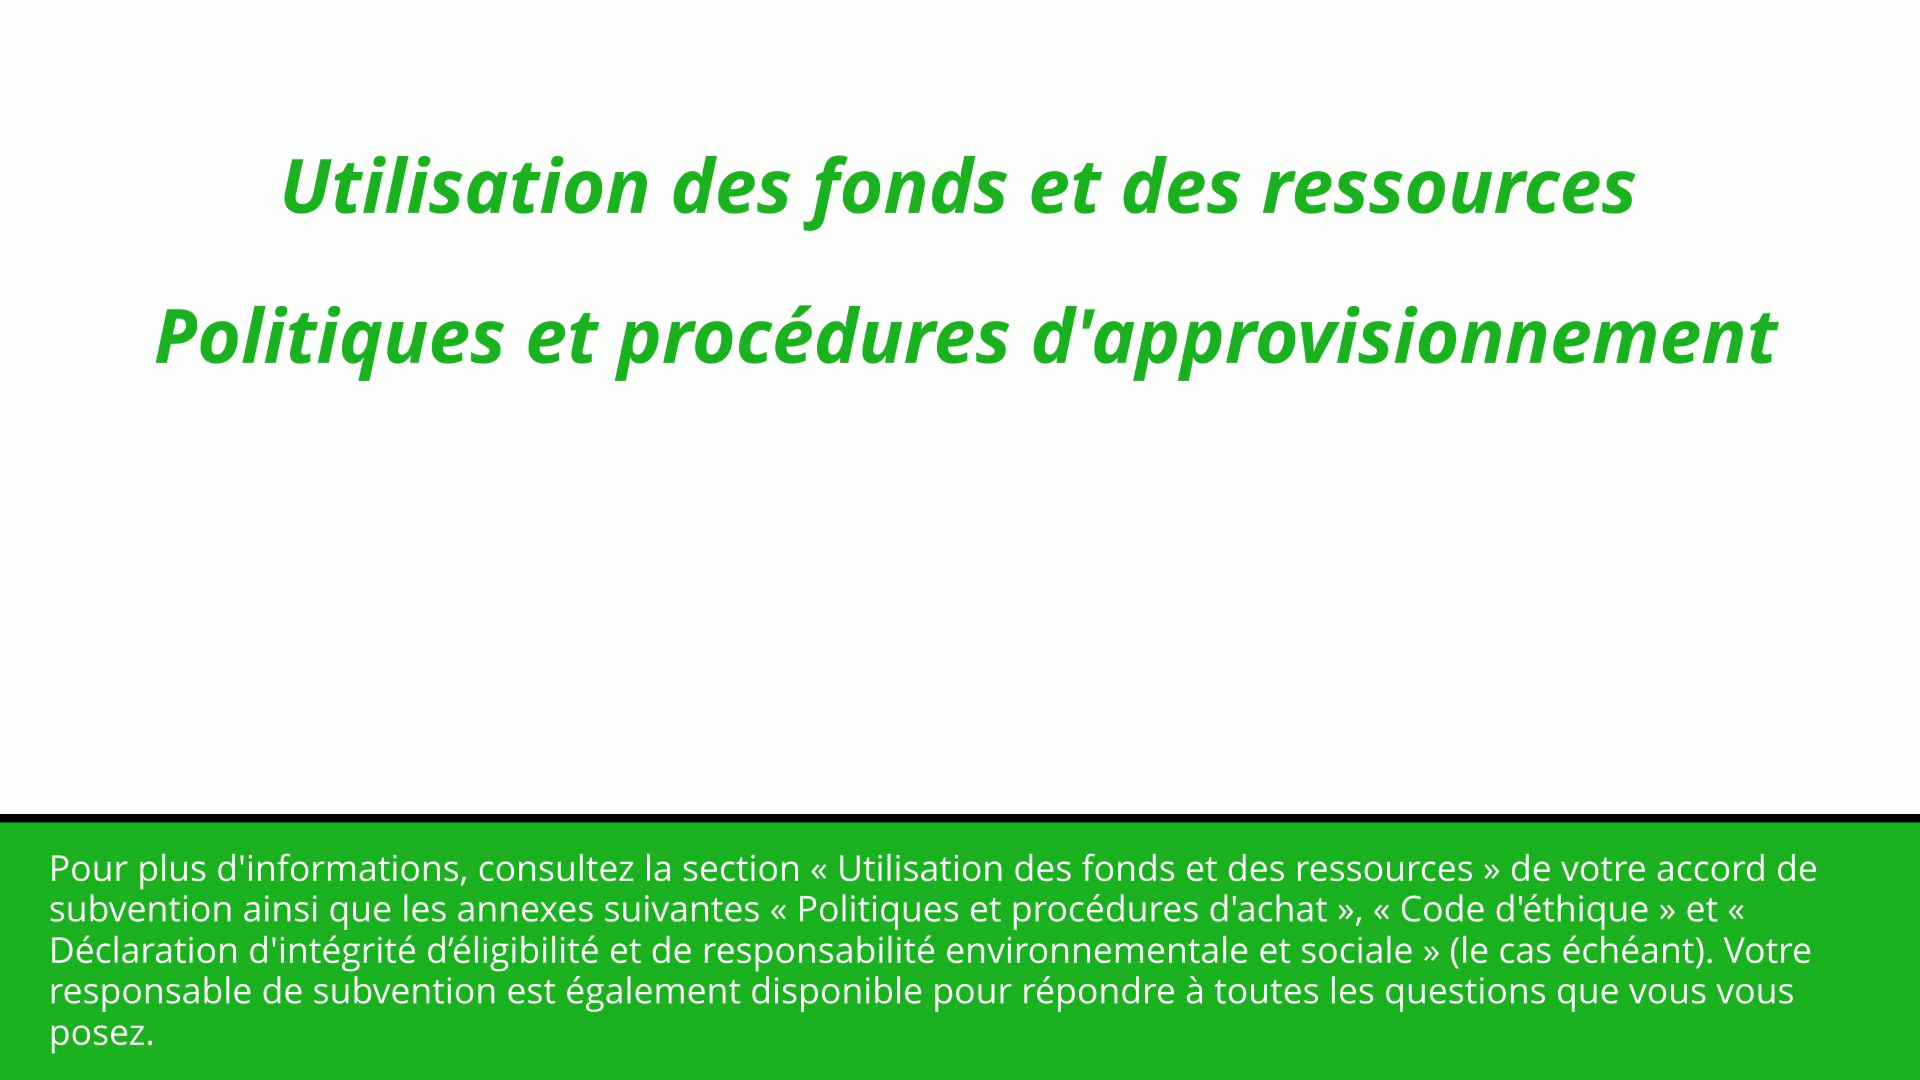 Utilisation des fonds et des ressources
Politiques et procédures d'approvisionnement
Pour plus d'informations, consultez la section « Utilisation des fonds et des ressources » de votre accord de
subvention ainsi que les annexes suivantes « Politiques et procédures d'achat », « Code d'éthique » et «
Déclaration d'intégrité d’éligibilité et de responsabilité environnementale et sociale » (le cas échéant). Votre
responsable de subvention est également disponible pour répondre à toutes les questions que vous vous
posez.